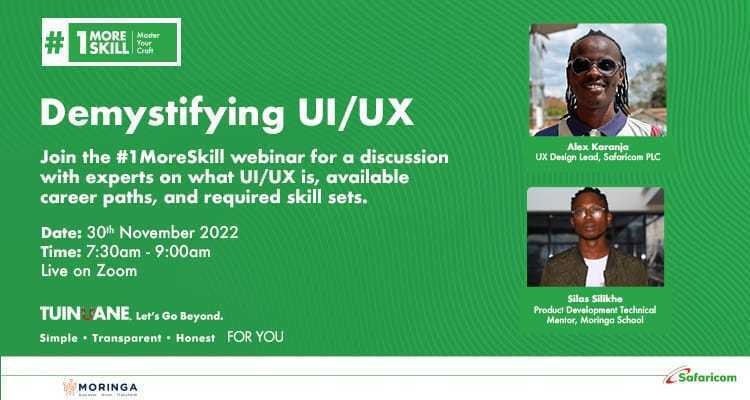 #
1 MORE SKILL
Master
Your
Craft
Demystifying UI/UX
Join the #1MoreSkill webinar for a discussion
with experts on what UI/UX is, available
career paths, and required skill sets.
Date: 30th November 2022
Time: 7:30am - 9:00am
Live on Zoom
TUINUANE. Let's Go Beyond.
Simple • Transparent • Honest FOR YOU
Alex Karanja
UX Design Lead, Safaricom PLC
Silas Silikhe
Product Development Technical
Mentor, Moringa School
MORINGA
Safaricom